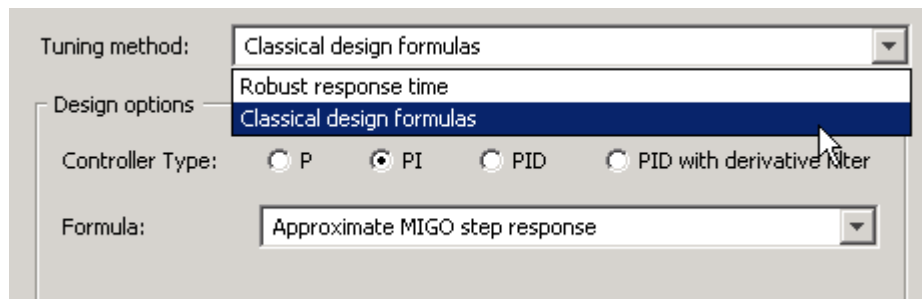 Tuning method: Classical design formulas
Robust response time
Design options
Classical design formulas
Controller Type: P PI PID PID with derivative filter
Formula: Approximate MIGO step response